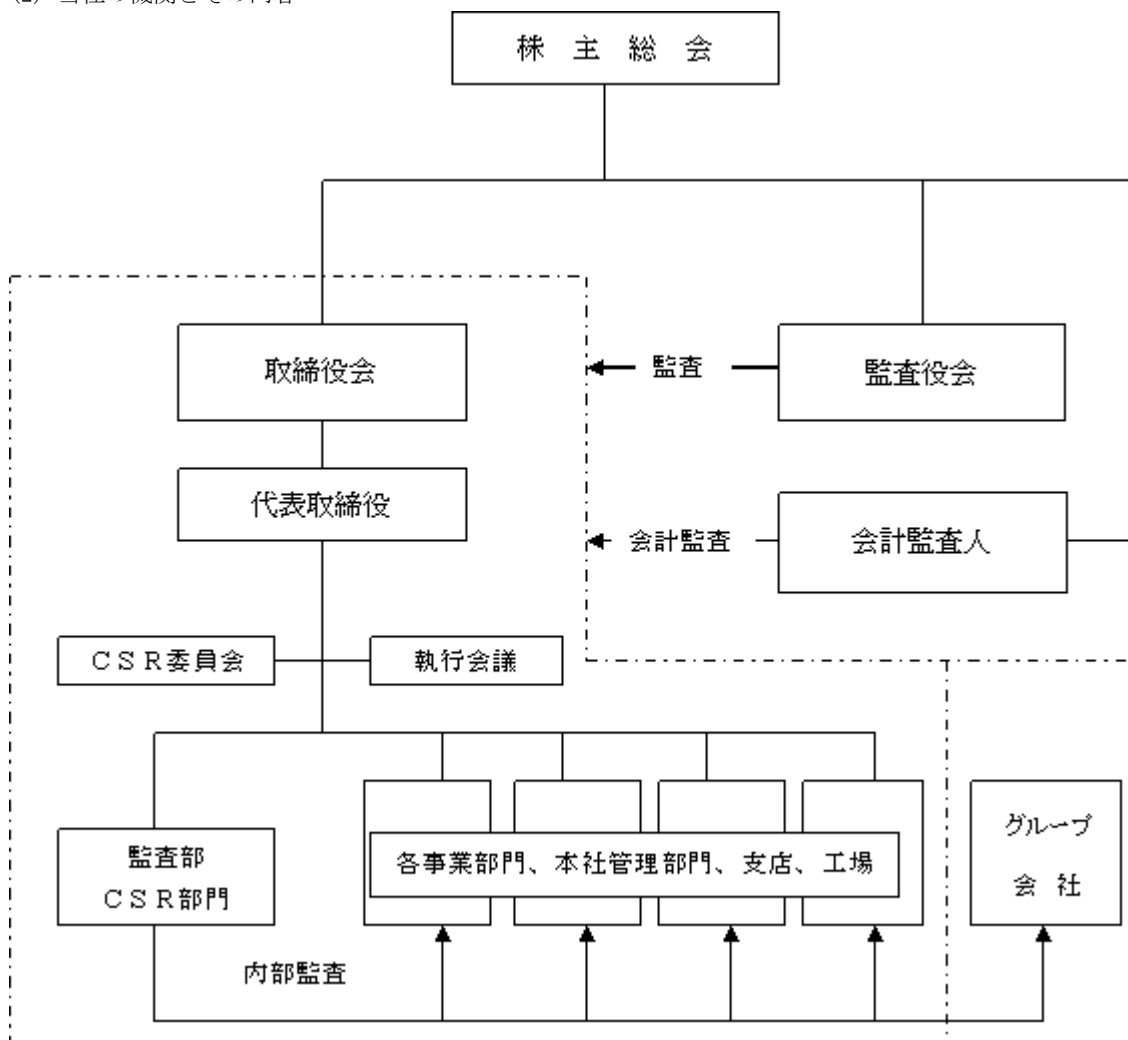 株主総会
取締役会
監査
監査役会
代表取締役
会計監査
会計監査人
ＣＳＲ委員会
執行会議
監査部
ＣＳＲ部門
各事業部門、本社管理部門、支店、工場
グループ
会社
内部監査